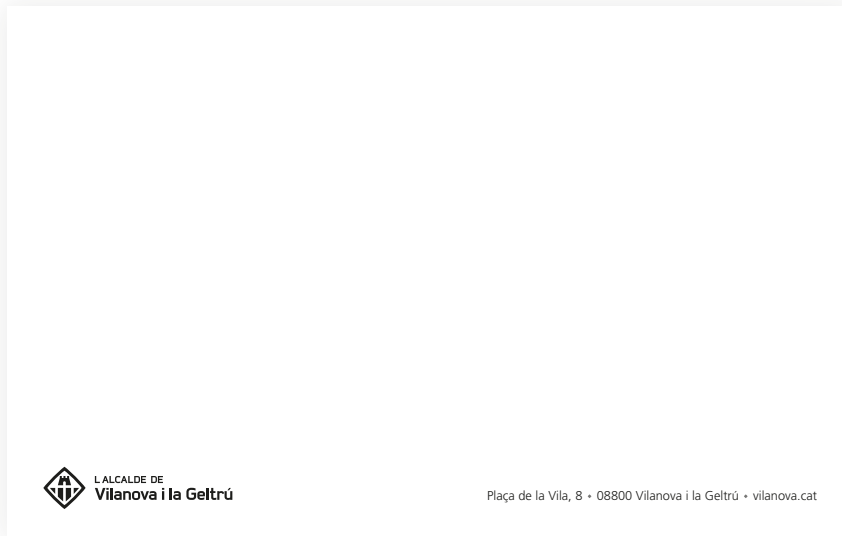 L ALCALDE DE
Vilanova i la Geltrú
Plaça de la Vila, 8 • 08800 Vilanova i la Geltrú • vilanova.cat